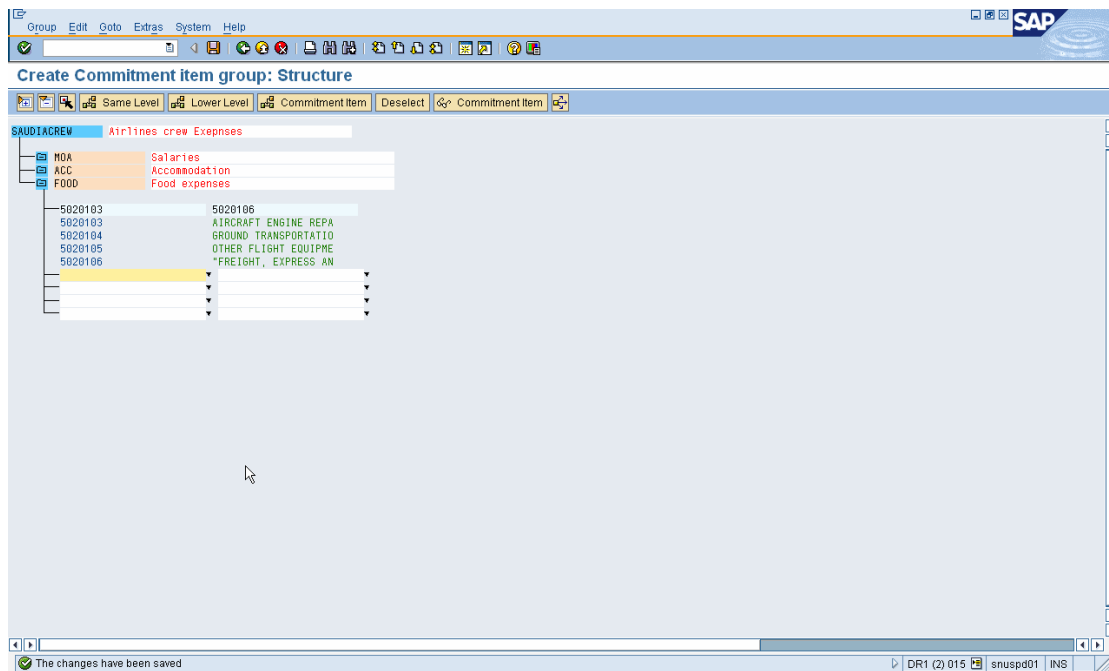 Group Edit Goto Extras System Help
SAP
Create Commitment item group: Structure
Same Level Lower Level Commitment Item Deselect Commitment Item
SAUDIACREW Airlines crew Exepnses
MOA Salaries
ACC Accommodation
FOOD Food expenses
5020103 5020106
5020103 AIRCRAFT ENGINE REPA
5020104 GROUND TRANSPORTATIO
5020105 OTHER FLIGHT EQUIPME
5020106 "FREIGHT, EXPRESS AN
The changes have been saved DR1 (2) 015 snuspd01 INS